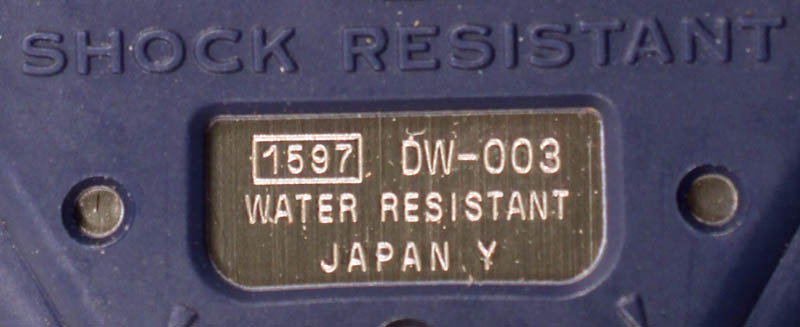 SHOCK RESISTANT
1597 DW-003
WATER RESISTANT
JAPAN Y